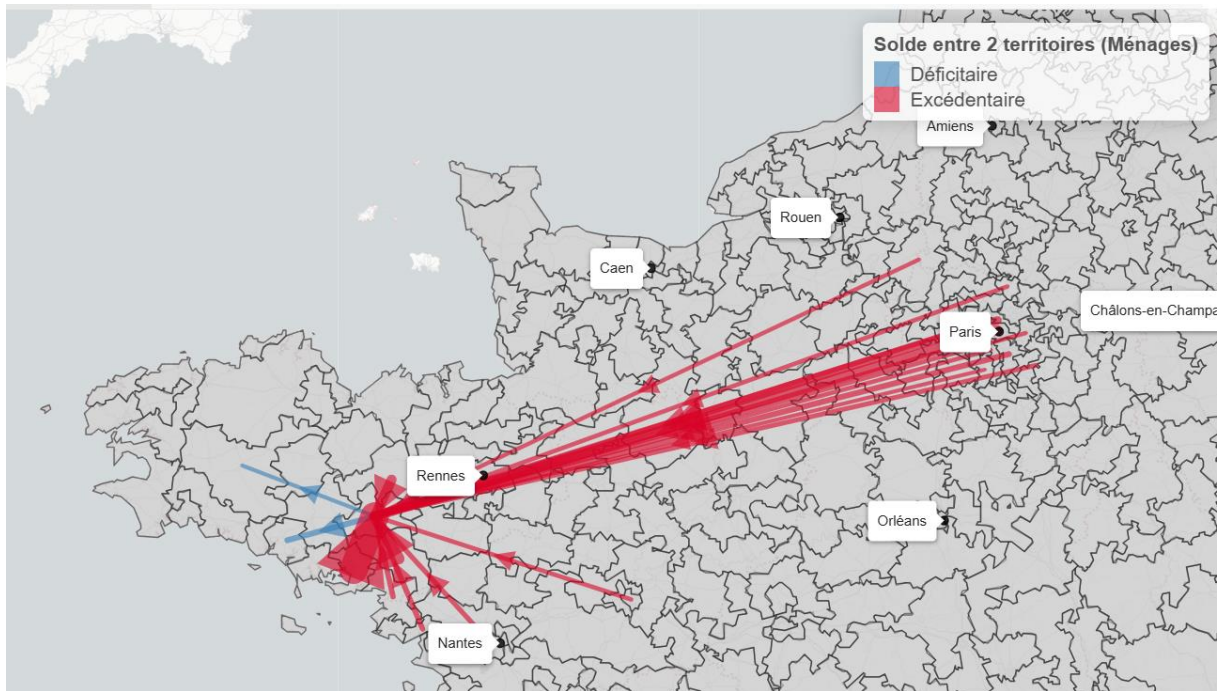 Solde entre 2 territoires (Ménages)
Déficitaire
Excédentaire
Amiens
Rouen
Caen
Châlons-en-Champa
Paris
Rennes
Orléans
Nantes